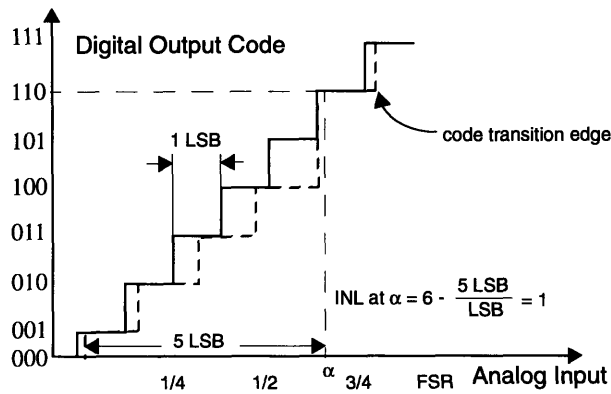 111
Digital Output Code
110
101
code transition edge
1 LSB
100
011
010
INL at α = 6 - 5 LSB / LSB = 1
001
5 LSB
000
α
1/4 1/2 3/4 FSR Analog Input